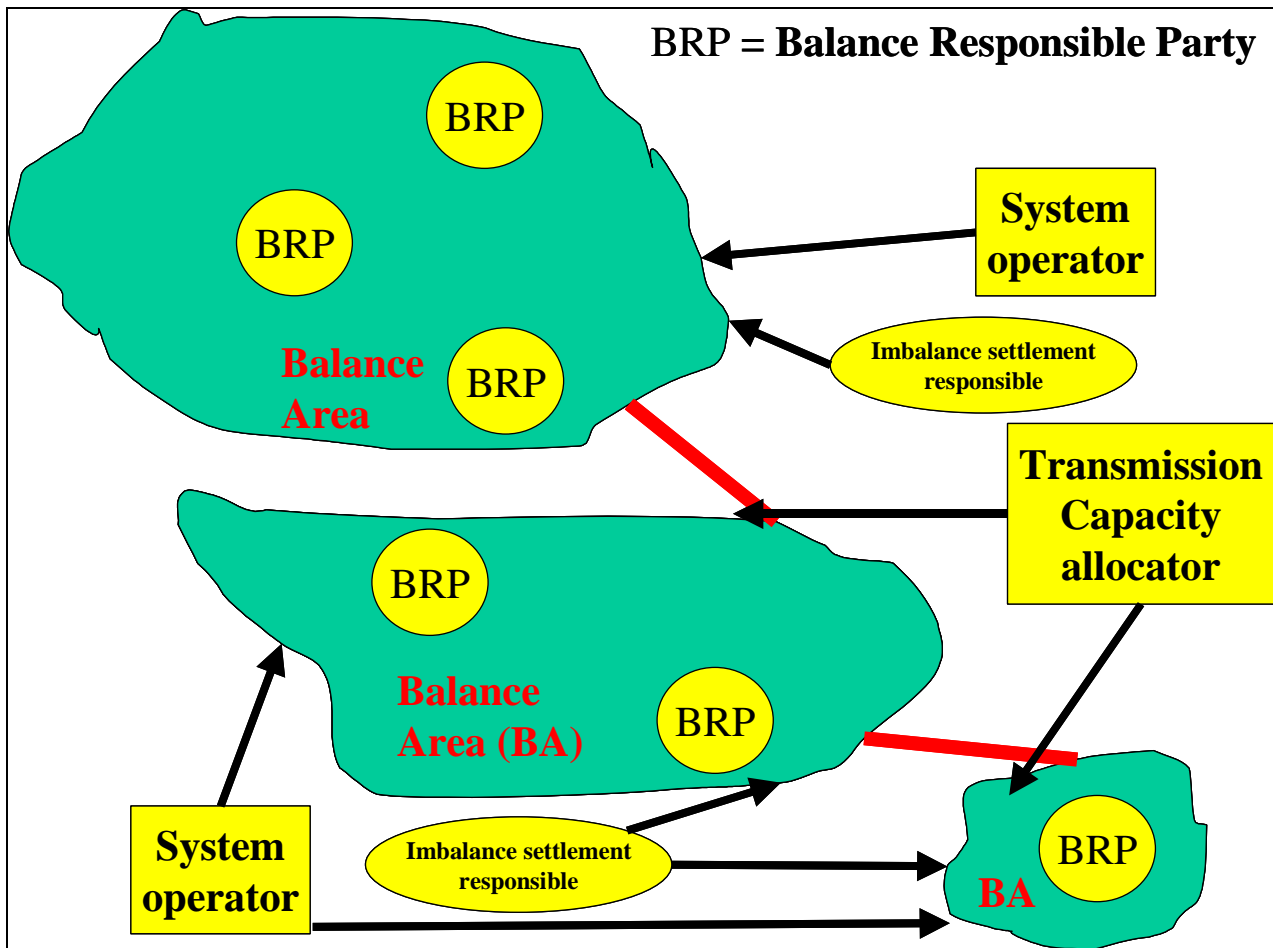 BRP = Balance Responsible Party
BRP
BRP
BRP
Balance
Area
System
operator
Imbalance settlement
responsible
Transmission
Capacity
allocator
BRP
BRP
Balance
Area (BA)
System
operator
Imbalance settlement
responsible
BRP
BA